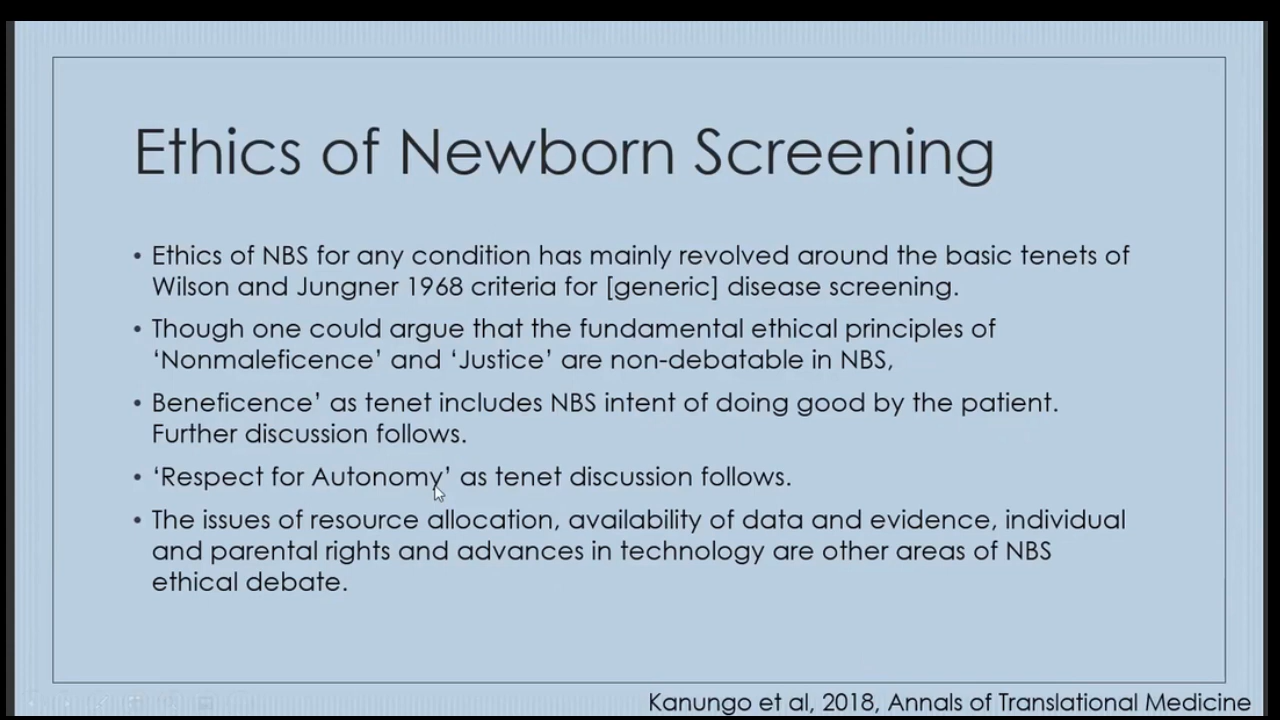 Ethics of Newborn Screening
• Ethics of NBS for any condition has mainly revolved around the basic tenets of
Wilson and Jungner 1968 criteria for [generic] disease screening.
• Though one could argue that the fundamental ethical principles of
‘Nonmaleficence’ and ‘Justice’ are non-debatable in NBS,
• Beneficence’ as tenet includes NBS intent of doing good by the patient.
Further discussion follows.
• ‘Respect for Autonomy’ as tenet discussion follows.
• The issues of resource allocation, availability of data and evidence, individual
and parental rights and advances in technology are other areas of NBS
ethical debate.
Kanungo et al, 2018, Annals of Translational Medicine